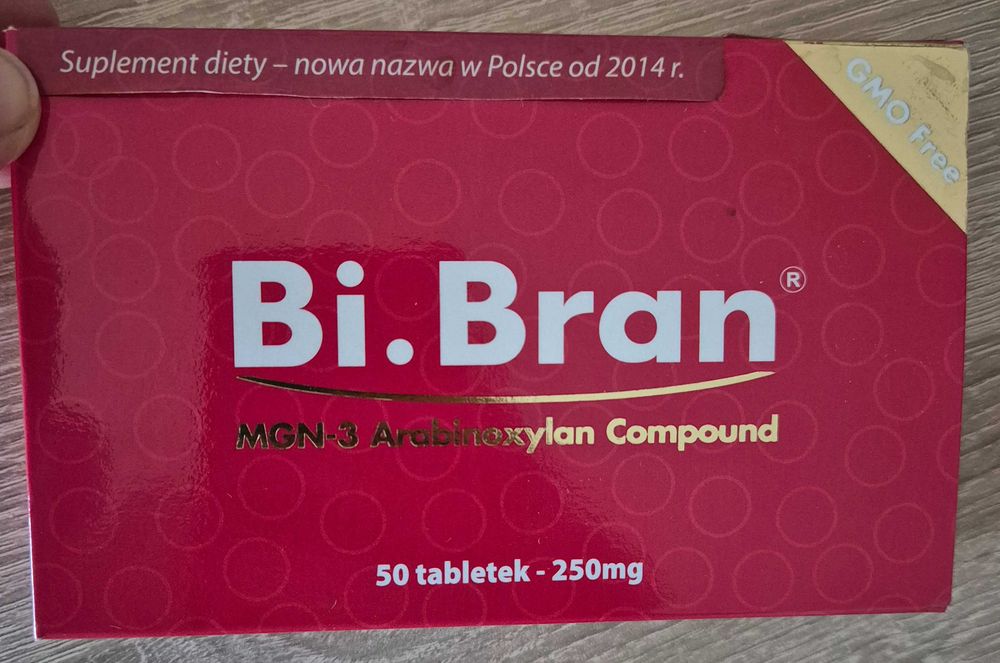 Suplement diety – nowa nazwa w Polsce od 2014 r.
GMO Free
Bi.Bran®
MGN-3 Arabinoxylan Compound
50 tabletek - 250mg